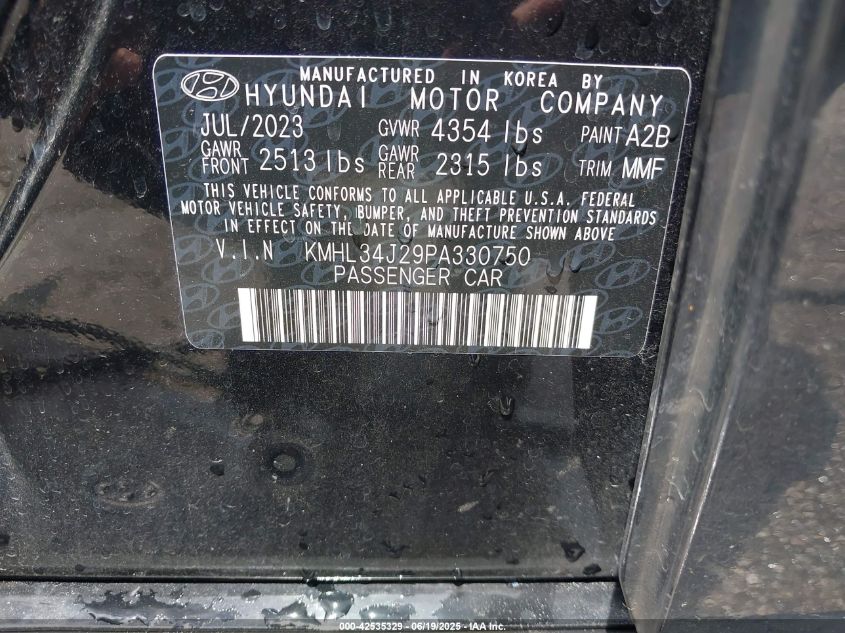 MANUFACTURED IN KOREA BY
HYUNDAI MOTOR COMPANY
JUL/2023 GVWR 4354 lbs PAINT A2B
GAWR FRONT 2513 lbs GAWR REAR 2315 lbs TRIM MMF
THIS VEHICLE CONFORMS TO ALL APPLICABLE U.S.A. FEDERAL
MOTOR VEHICLE SAFETY, BUMPER, AND THEFT PREVENTION STANDARDS
IN EFFECT ON THE DATE OF MANUFACTURE SHOWN ABOVE
V.I.N KMHL34J29PA330750
PASSENGER CAR
000-42535329 - 06/19/2025 - IAA Inc.